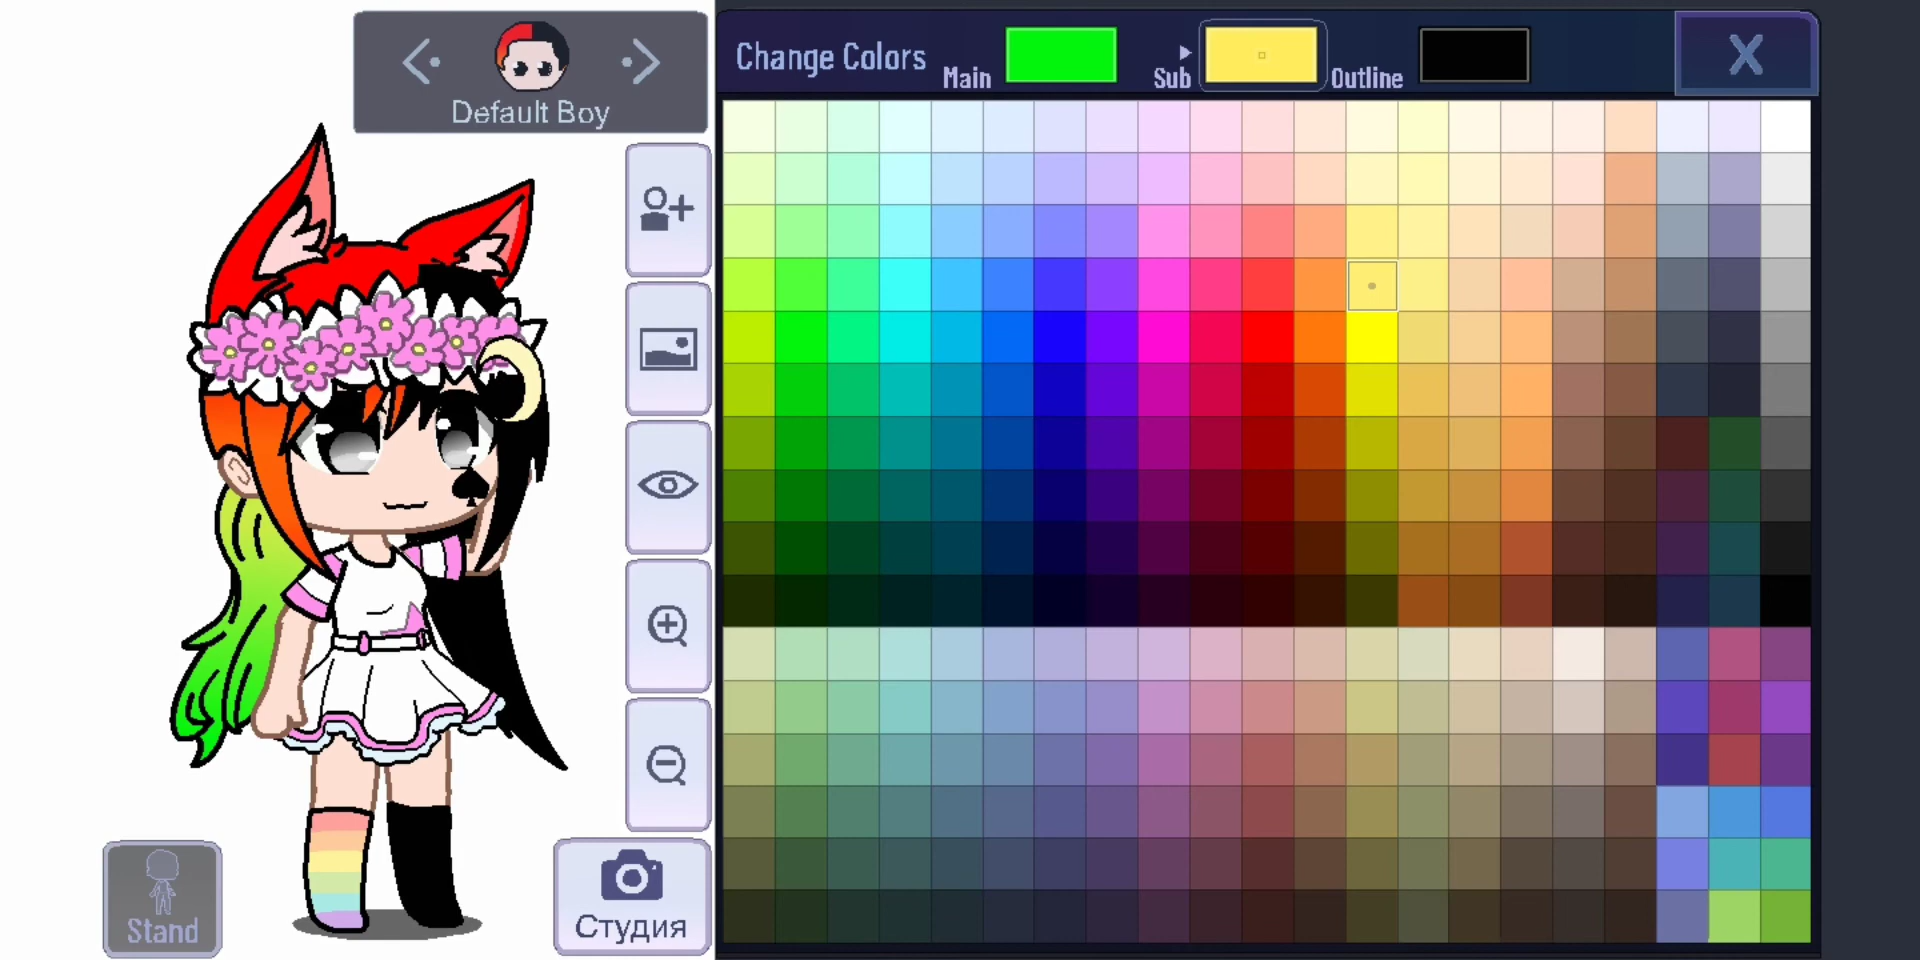 Default Boy
Change Colors
Main
Sub
Outline
X
Stand
Студия